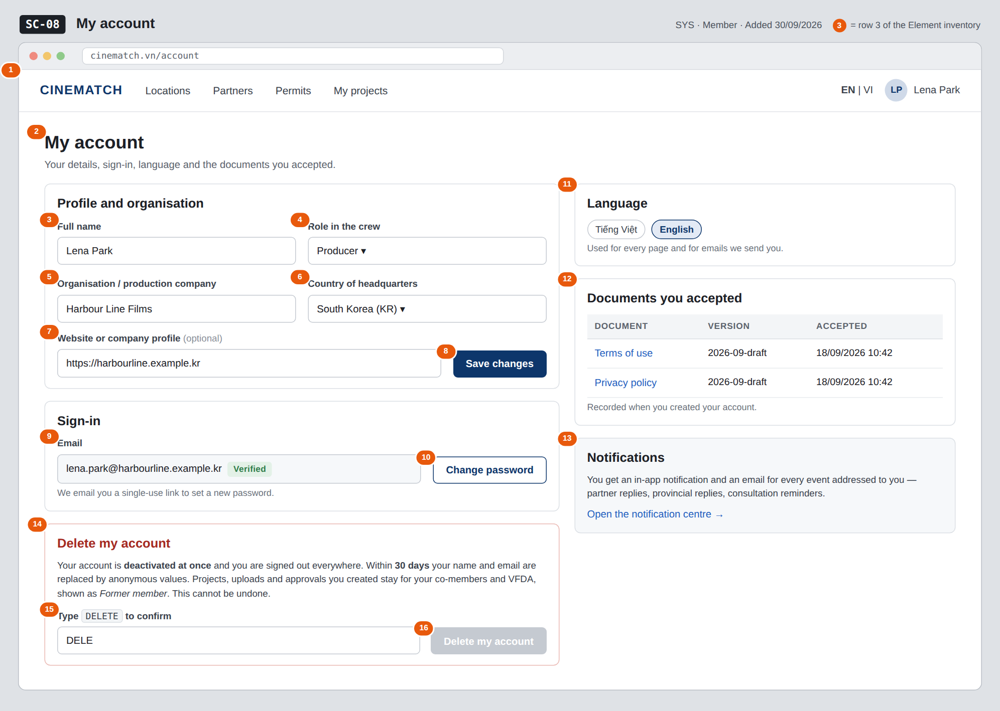 SC-08 My account
SYS · Member · Added 30/09/2026 3 = row 3 of the Element inventory
cinematch.vn/account
1
CINEMATCH Locations Partners Permits My projects EN | VI LP Lena Park
2
My account
Your details, sign-in, language and the documents you accepted.
Profile and organisation
3 Full name
4 Role in the crew
Lena Park
Producer ▾
5 Organisation / production company
6 Country of headquarters
Harbour Line Films
South Korea (KR) ▾
7 Website or company profile (optional)
https://harbourline.example.kr
8 Save changes
Sign-in
9 Email
lena.park@harbourline.example.kr Verified
10 Change password
We email you a single-use link to set a new password.
14
Delete my account
Your account is deactivated at once and you are signed out everywhere. Within 30 days your name and email are
replaced by anonymous values. Projects, uploads and approvals you created stay for your co-members and VFDA,
shown as Former member. This cannot be undone.
15 Type DELETE to confirm
DELE
16 Delete my account
11
Language
Tiếng Việt English
Used for every page and for emails we send you.
12
Documents you accepted
DOCUMENT VERSION ACCEPTED
Terms of use 2026-09-draft 18/09/2026 10:42
Privacy policy 2026-09-draft 18/09/2026 10:42
Recorded when you created your account.
13
Notifications
You get an in-app notification and an email for every event addressed to you —
partner replies, provincial replies, consultation reminders.
Open the notification centre →